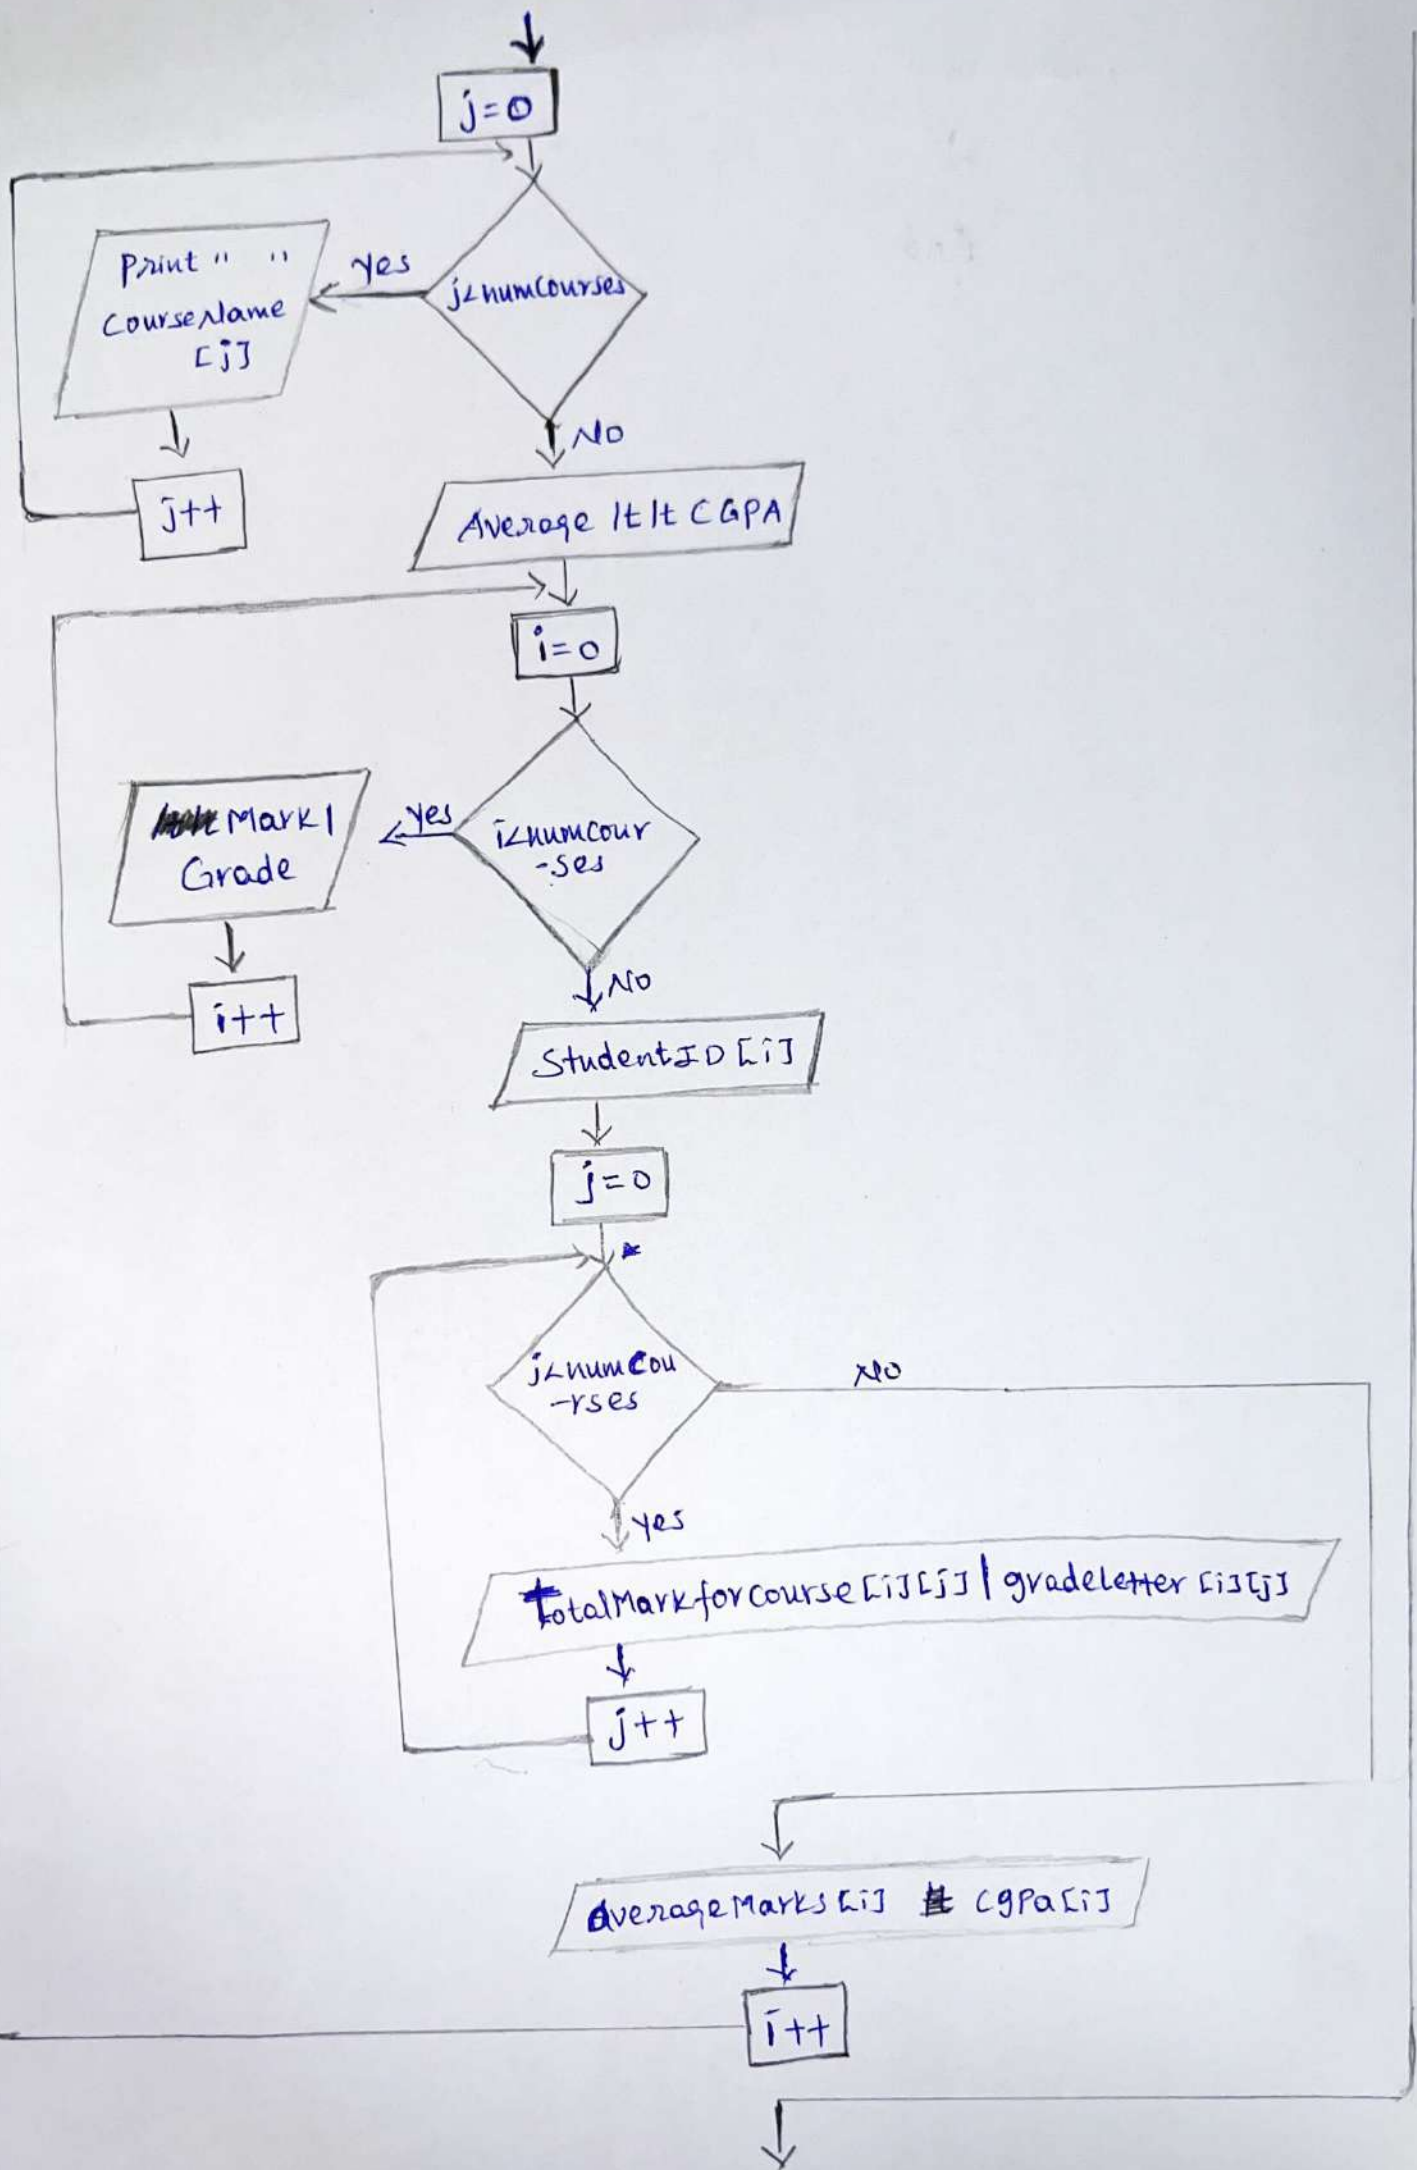 j=0
j<numCourses
yes
Print " "
CourseName
[j]
j++
No
Average |t|t CGPA
i=0
i<numcour
-ses
yes
Mark|
Grade
i++
No
StudentID[i]
j=0
j<numCou
-rses
No
yes
TotalMarkforcourse[i][j] | gradeletter[i][j]
j++
averageMarks[i] cgpa[i]
i++